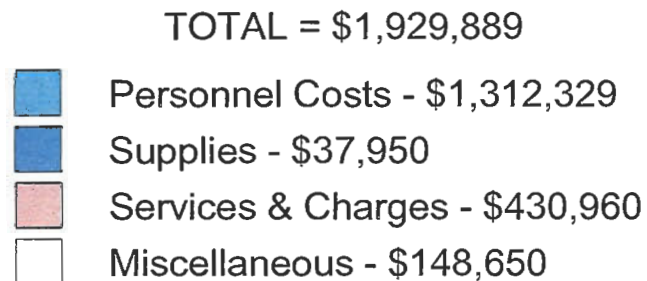 TOTAL = $1,929,889
Personnel Costs - $1,312,329
Supplies - $37,950
Services & Charges - $430,960
Miscellaneous - $148,650